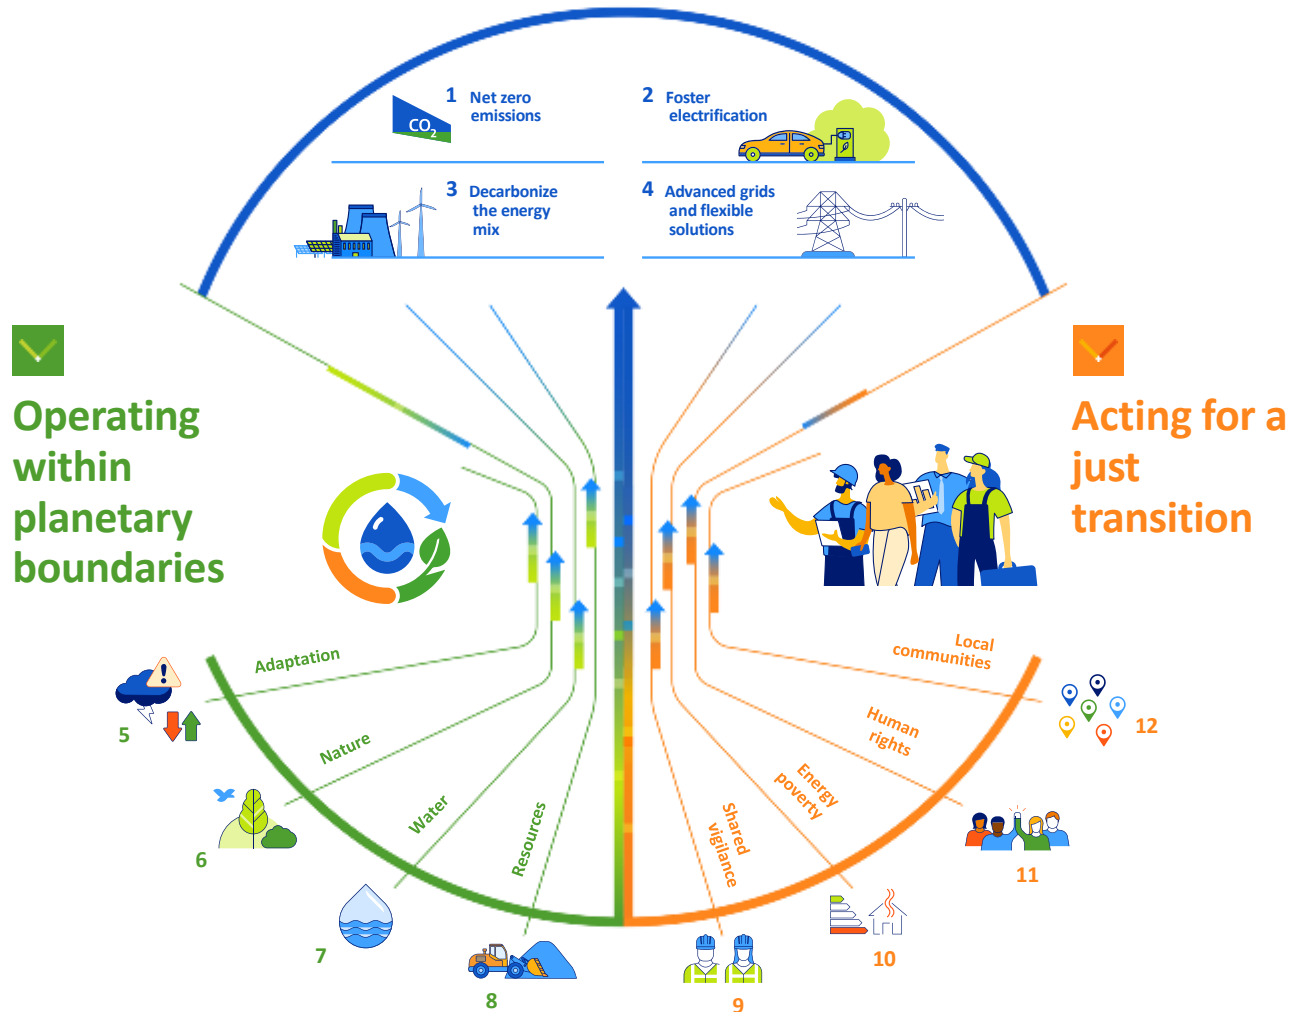 1 Net zero
emissions
CO2
2 Foster
electrification
3 Decarbonize
the energy
mix
4 Advanced grids
and flexible
solutions
Operating
within
planetary
boundaries
Acting for a
just
transition
Adaptation
5
Nature
6
Water
7
Resources
8
Shared
vigilance
9
Energy
poverty
10
Human
rights
11
Local
communities
12